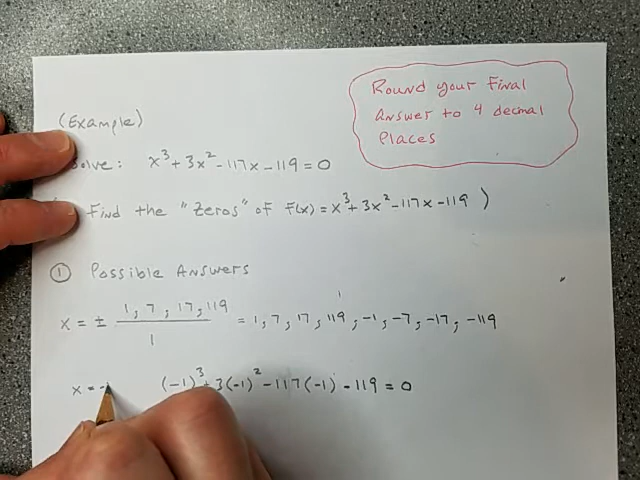 Round your Final
Answer to 4 decimal
Places
(Example)
x³+3x²-117x-119=0
Find the "Zeros" of f(x)=x³+3x²-117x-119 )
① Possible Answers
x = ± 1, 7, 17, 119 / 1 = 1, 7, 17, 119, -1, -7, -17, -119
x = - (-1)³+3(-1)²-117(-1)-119=0